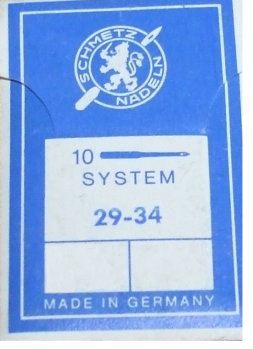 SCHMETZ
NADELN
10
SYSTEM
29-34
MADE IN GERMANY